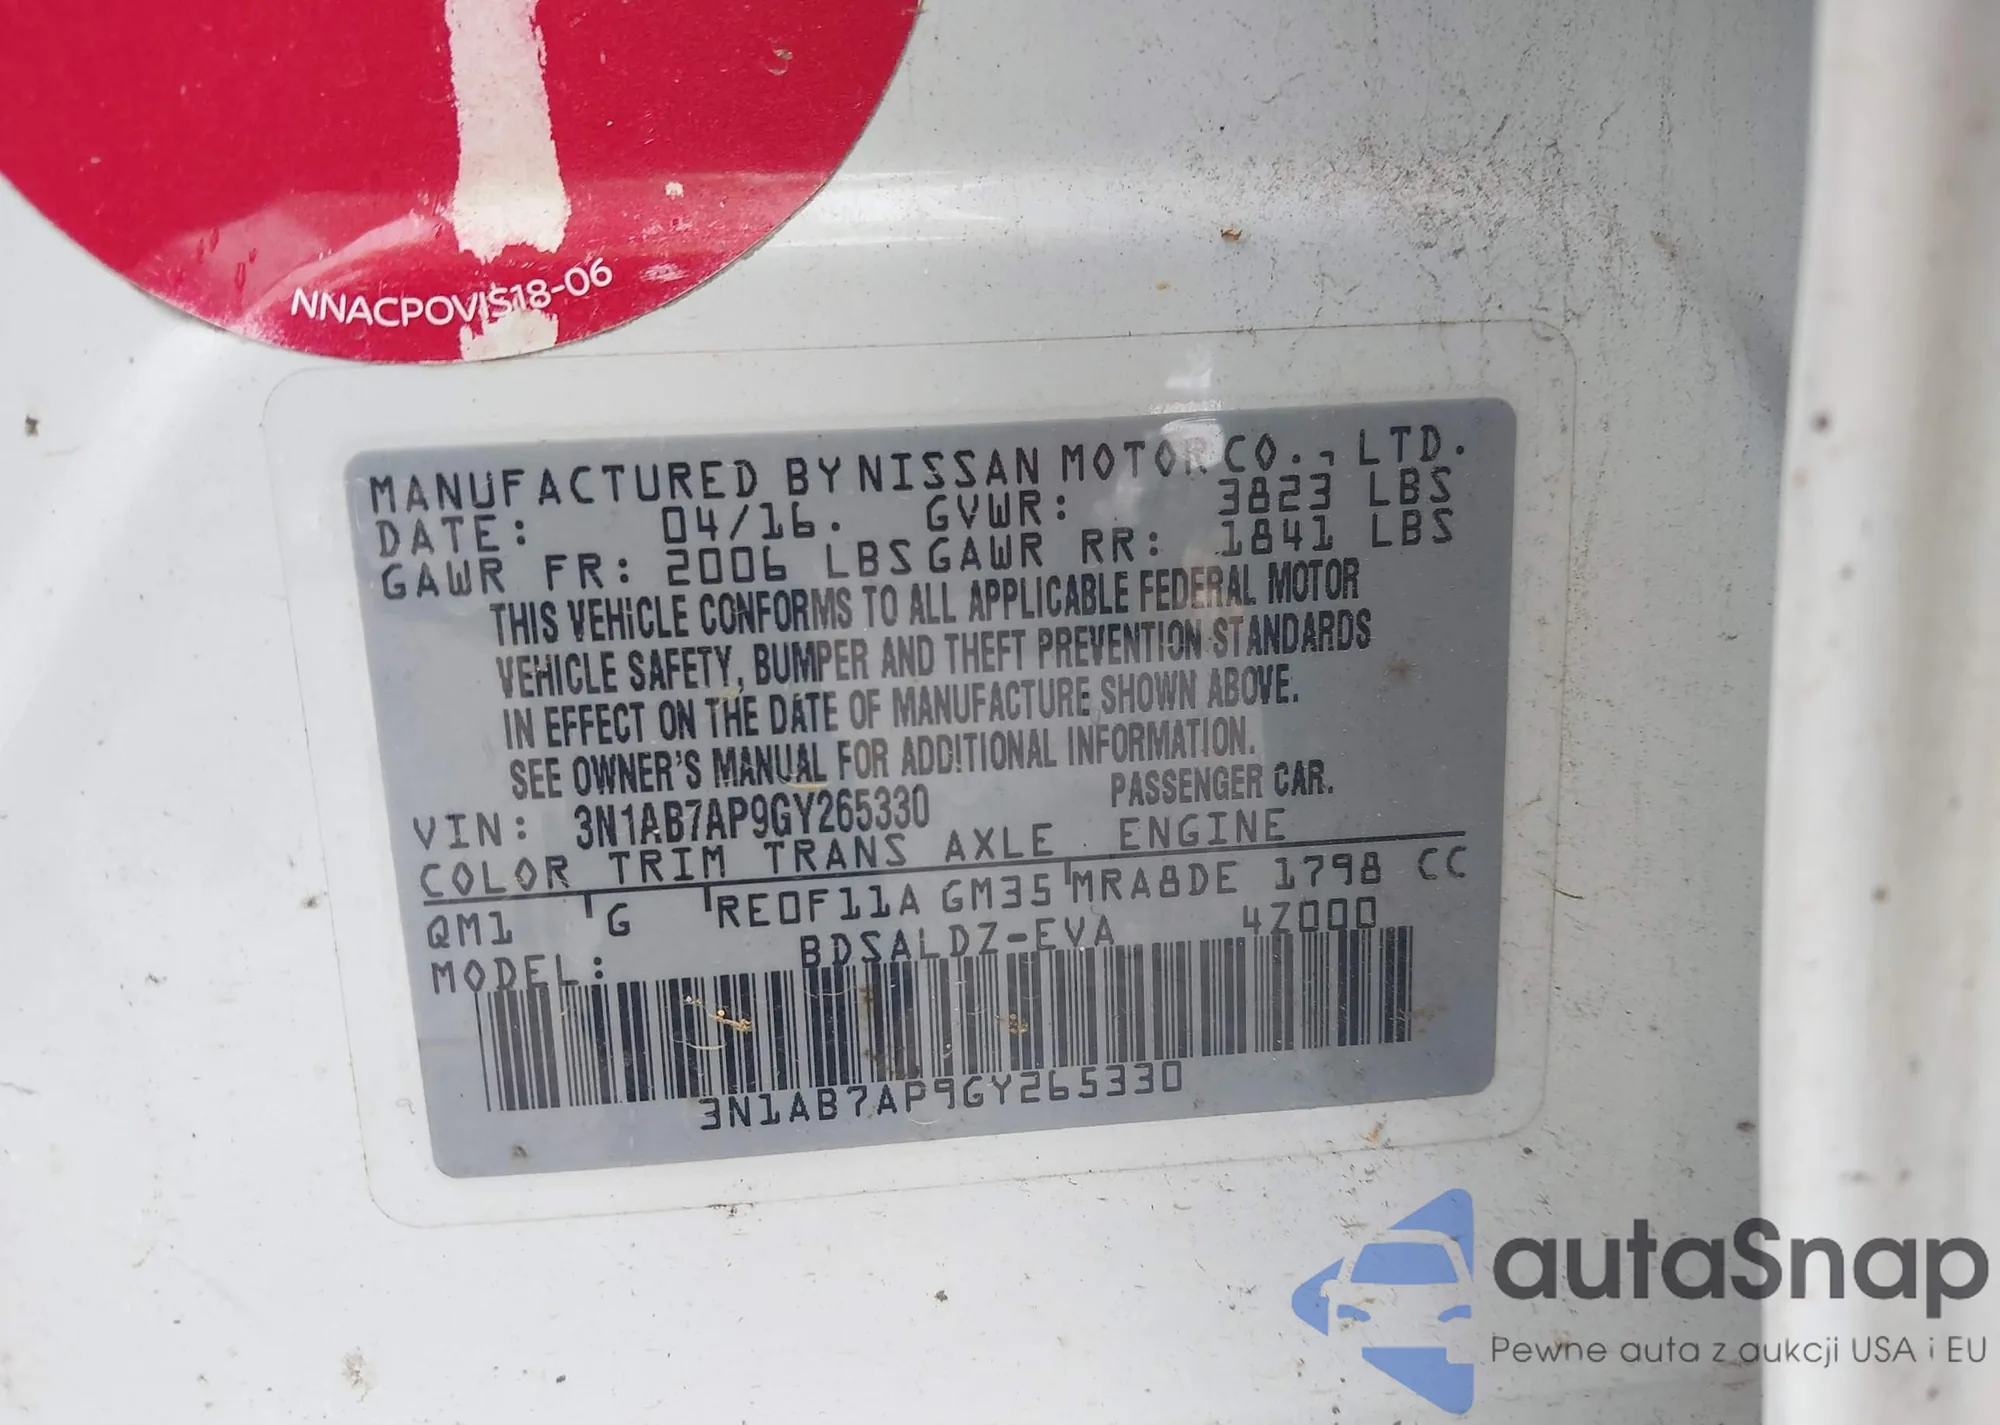 NNACPOVIS18-06
MANUFACTURED BY NISSAN MOTOR CO., LTD.
DATE: 04/16. GVWR: 3823 LBS
GAWR FR: 2006 LBS GAWR RR: 1841 LBS
THIS VEHICLE CONFORMS TO ALL APPLICABLE FEDERAL MOTOR
VEHICLE SAFETY, BUMPER AND THEFT PREVENTION STANDARDS
IN EFFECT ON THE DATE OF MANUFACTURE SHOWN ABOVE.
SEE OWNER'S MANUAL FOR ADDITIONAL INFORMATION.
VIN: 3N1AB7AP9GY265330 PASSENGER CAR.
COLOR TRIM TRANS AXLE ENGINE
QM1 G RE0F11A GM35 MRA8DE 1798 CC
MODEL: BDSALDZ-EVA 4Z000
3N1AB7AP9GY265330
autaSnap
Pewne auta z aukcji USA i EU